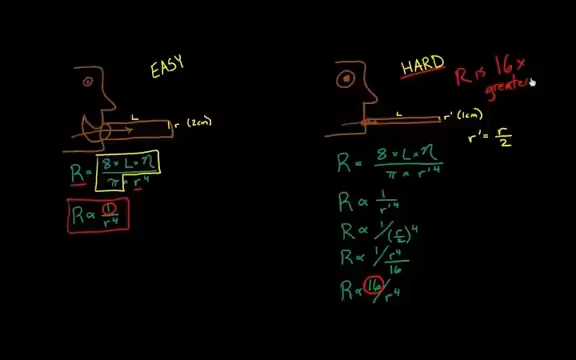 EASY
L
r (2cm)
R = 8 × L × η / π × r⁴
R ∝ 1 / r⁴
HARD
R is 16 ×
greater
L
r' (1cm)
r' = r / 2
R = 8 × L × η / π × r'⁴
R ∝ 1 / r'⁴
R ∝ 1/(r/2)⁴
R ∝ 1/ r⁴/16
R ∝ 16/r⁴